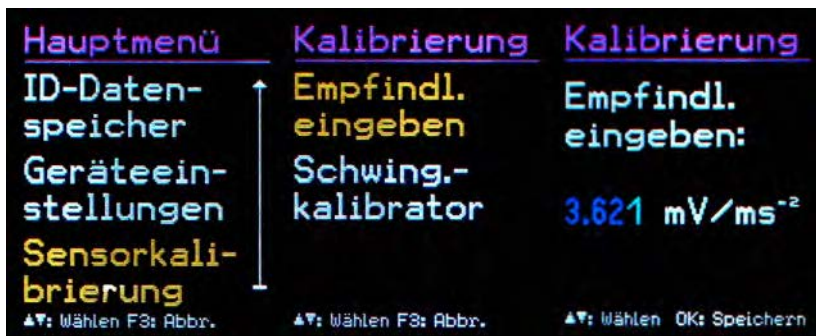 Hauptmenü
ID-Daten-
speicher
Geräteein-
stellungen
Sensorkali-
brierung
▲▼: Wählen F3: Abbr.
Kalibrierung
Empfindl.
eingeben
Schwing.-
kalibrator
▲▼: Wählen F3: Abbr.
Kalibrierung
Empfindl.
eingeben:
3.621 mV/ms⁻²
▲▼: Wählen OK: Speichern